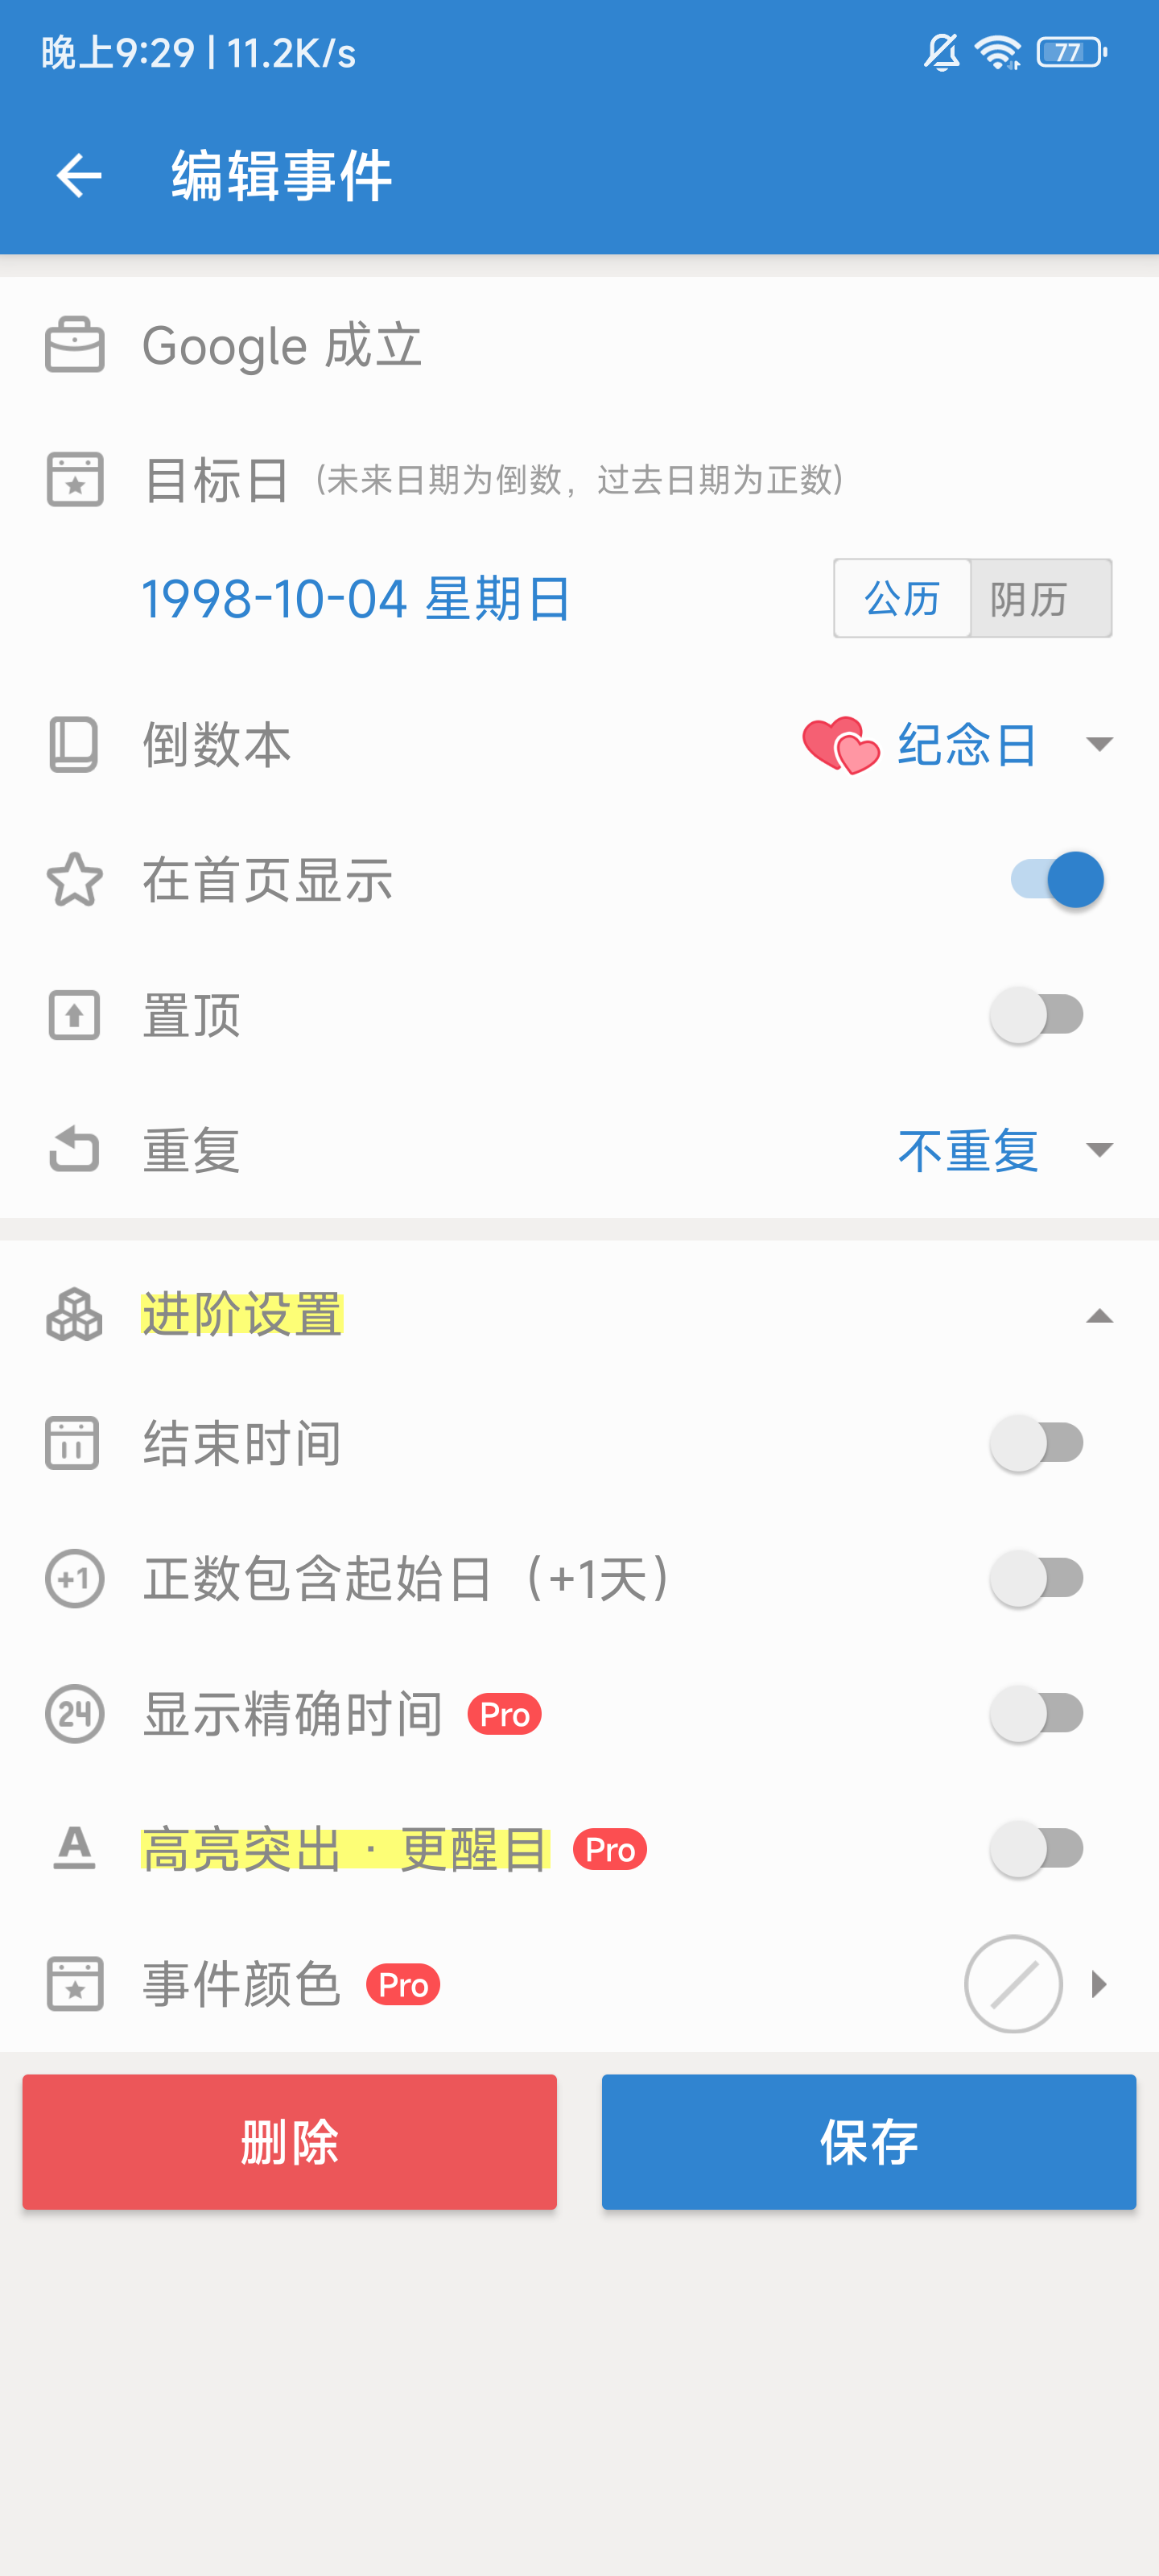 晚上9:29 | 11.2K/s
77
编辑事件
Google 成立
目标日 (未来日期为倒数，过去日期为正数)
1998-10-04 星期日
公历 阴历
倒数本 纪念日
在首页显示
置顶
重复 不重复
进阶设置
结束时间
+1 正数包含起始日（+1天）
24 显示精确时间 Pro
A 高亮突出 · 更醒目 Pro
事件颜色 Pro
删除 保存